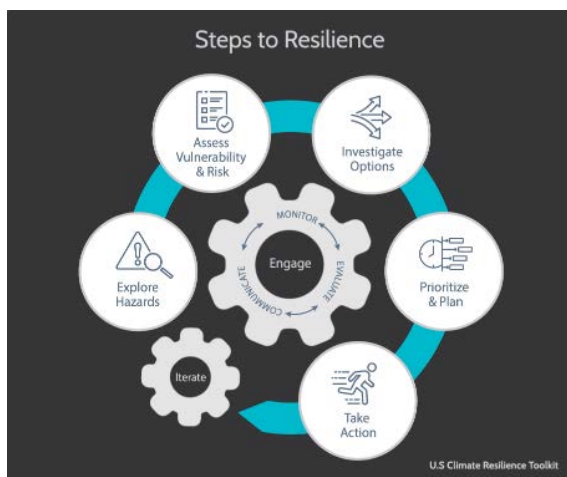 Steps to Resilience
Assess
Vulnerability
& Risk
Investigate
Options
MONITOR
Engage
EVALUATE
COMMUNICATE
Explore
Hazards
Prioritize
& Plan
Iterate
Take
Action
U.S Climate Resilience Toolkit